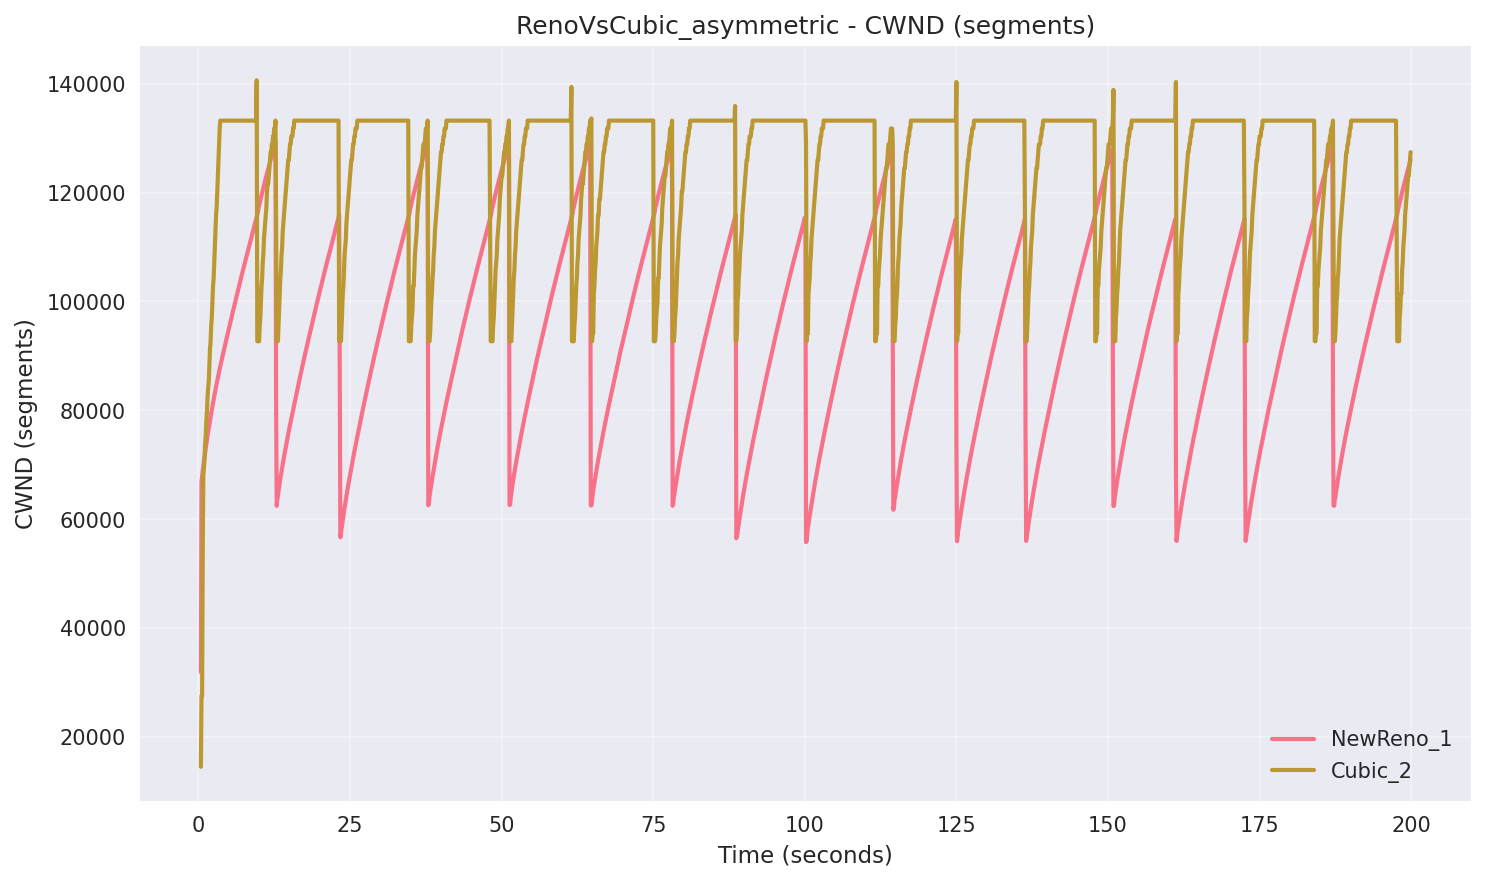 RenoVsCubic_asymmetric - CWND (segments)
CWND (segments)
140000
120000
100000
80000
60000
40000
20000
NewReno_1
Cubic_2
0 25 50 75 100 125 150 175 200
Time (seconds)